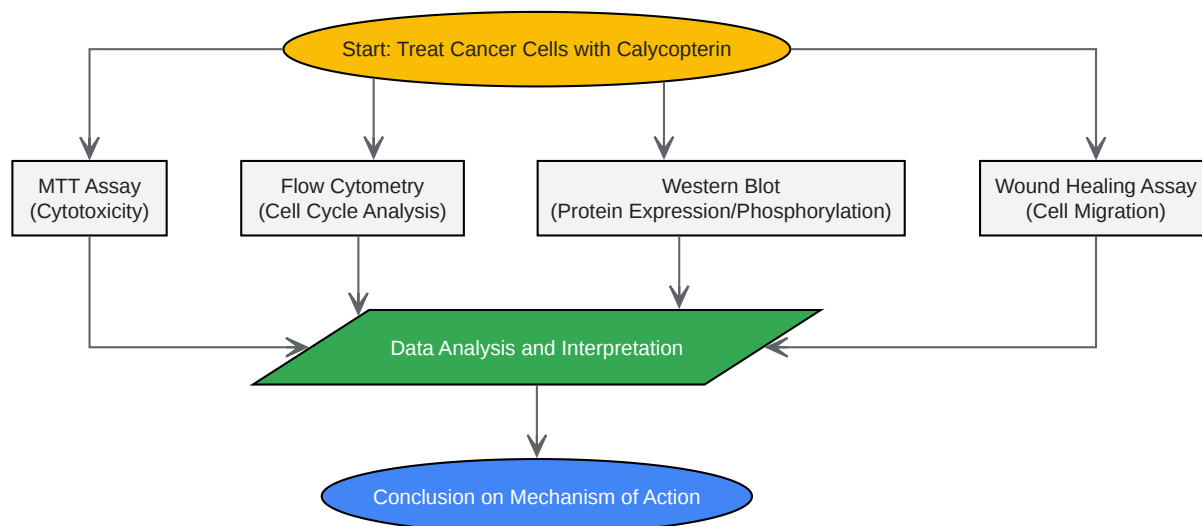 Start: Treat Cancer Cells with Calycopterin
MTT Assay
(Cytotoxicity)
Flow Cytometry
(Cell Cycle Analysis)
Western Blot
(Protein Expression/Phosphorylation)
Wound Healing Assay
(Cell Migration)
Data Analysis and Interpretation
Conclusion on Mechanism of Action